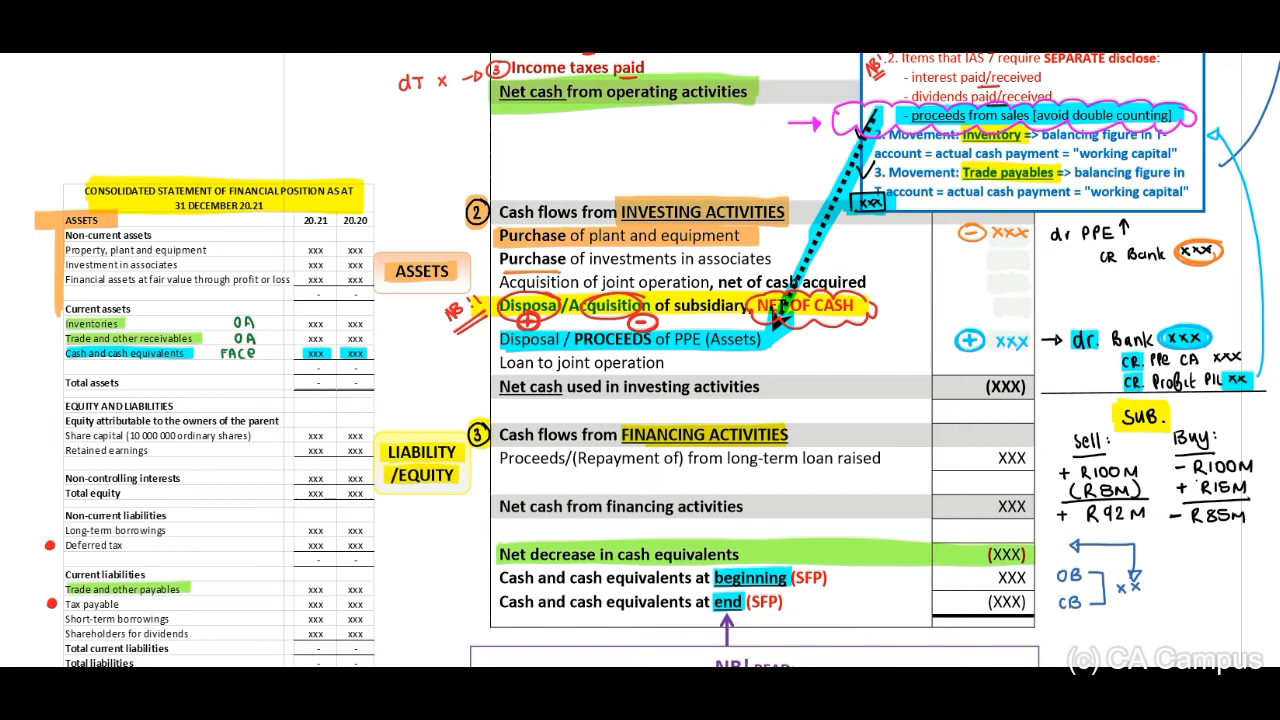 dT x → ③ Income taxes paid
Net cash from operating activities
NB! 2. Items that IAS 7 require SEPARATE disclose:
- interest paid/received
- dividends paid/received
- proceeds from sales [avoid double counting]
2. Movement: Inventory => balancing figure in T-
account = actual cash payment = "working capital"
3. Movement: Trade payables => balancing figure in
T account = actual cash payment = "working capital"
xxx
CONSOLIDATED STATEMENT OF FINANCIAL POSITION AS AT
31 DECEMBER 20.21
ASSETS 20.21 20.20
Non-current assets
Property, plant and equipment xxx xxx
Investment in associates xxx xxx
Financial assets at fair value through profit or loss xxx xxx
- -
Current assets
Inventories OA xxx xxx
Trade and other receivables OA xxx xxx
Cash and cash equivalents FACE xxx xxx
- -
Total assets - -
EQUITY AND LIABILITIES
Equity attributable to the owners of the parent
Share capital (10 000 000 ordinary shares) xxx xxx
Retained earnings xxx xxx
Non-controlling interests xxx xxx
Total equity xxx xxx
Non-current liabilities
Long-term borrowings xxx xxx
Deferred tax xxx xxx
- -
Current liabilities
Trade and other payables xxx xxx
Tax payable xxx xxx
Short-term borrowings xxx xxx
Shareholders for dividends xxx xxx
Total current liabilities - -
Total liabilities - -
ASSETS
LIABILITY
/EQUITY
② Cash flows from INVESTING ACTIVITIES
Purchase of plant and equipment - xxx
Purchase of investments in associates
Acquisition of joint operation, net of cash acquired
NB!! Disposal/Acquisition of subsidiary, NET OF CASH
+ -
Disposal / PROCEEDS of PPE (Assets) + xxx
Loan to joint operation
Net cash used in investing activities (XXX)
③ Cash flows from FINANCING ACTIVITIES
Proceeds/(Repayment of) from long-term loan raised XXX
Net cash from financing activities XXX
Net decrease in cash equivalents (XXX)
Cash and cash equivalents at beginning (SFP) XXX
Cash and cash equivalents at end (SFP) (XXX)
NB! READ:
dr PPE ↑
CR Bank xxx
→ dr. Bank xxx
CR. PPe CA xxx
CR. Profit P/L xx
SUB.
Sell: Buy:
+ R100M - R100M
(R8M) + R15M
+ R92M - R85M
OB
CB
xx
(c) CA Campus